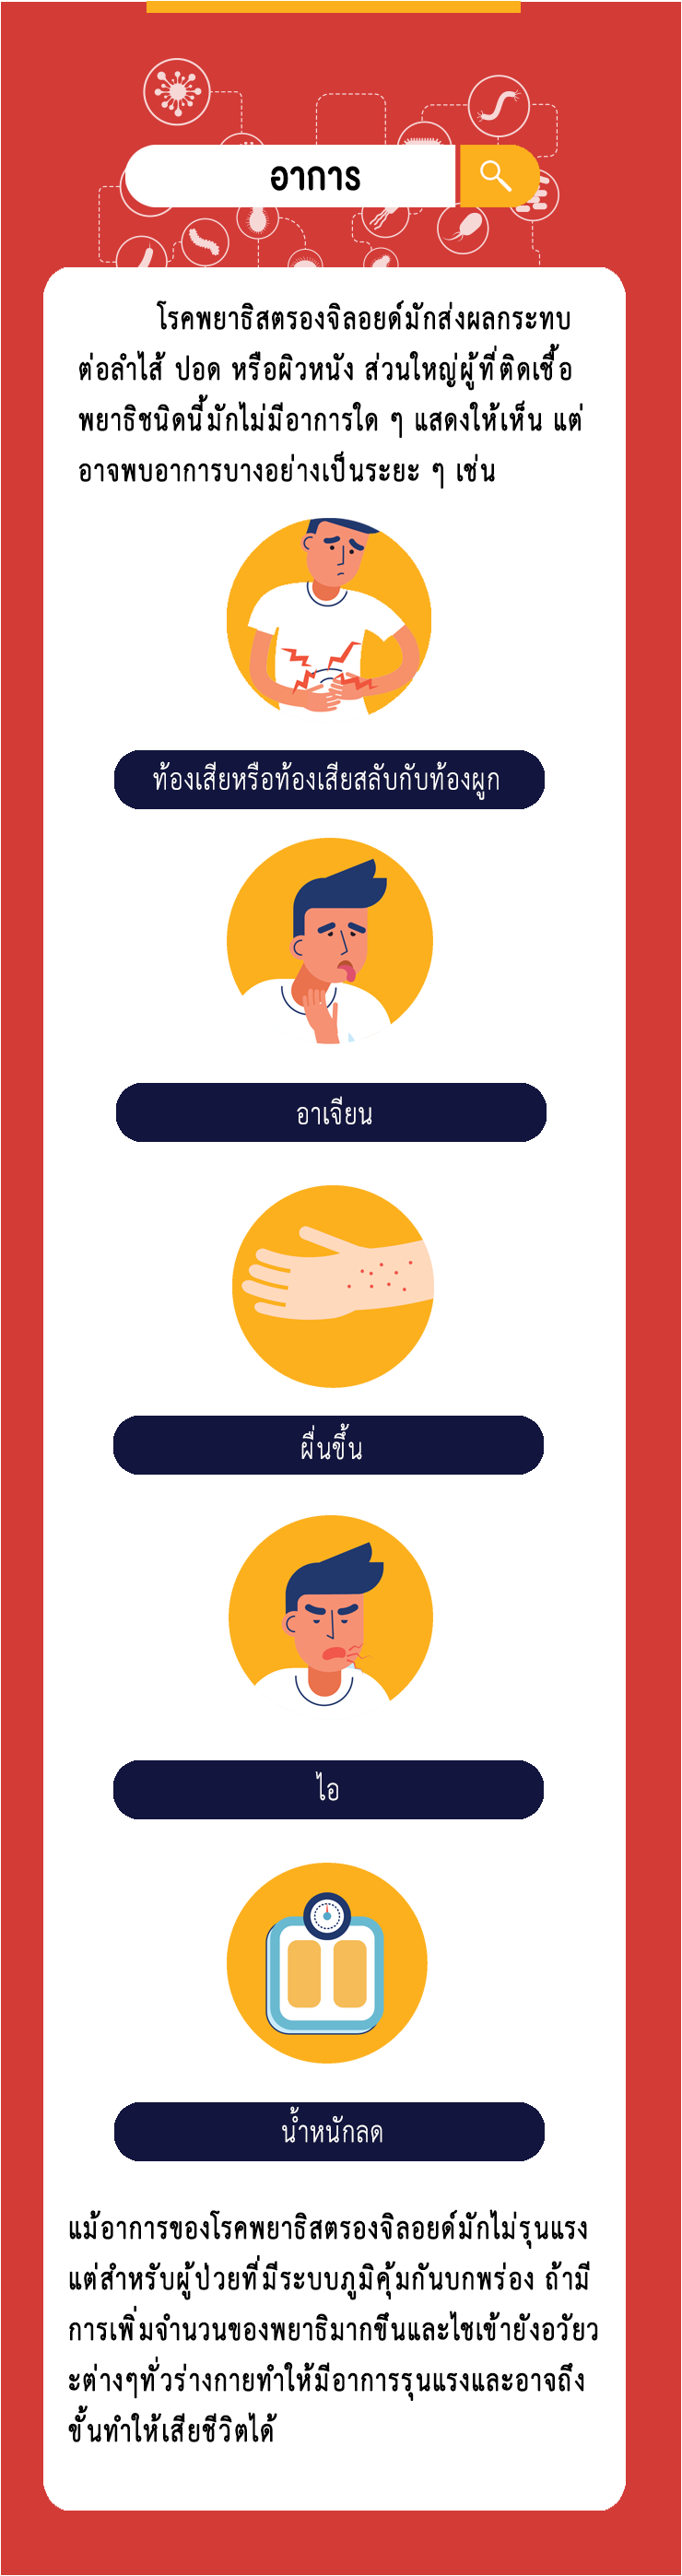 อาการ
โรคพยาธิสตรองจิลอยด์มักส่งผลกระทบ
ต่อลำไส้ ปอด หรือผิวหนัง ส่วนใหญ่ผู้ที่ติดเชื้อ
พยาธิชนิดนี้มักไม่มีอาการใด ๆ แสดงให้เห็น แต่
อาจพบอาการบางอย่างเป็นระยะ ๆ เช่น
ท้องเสียหรือท้องเสียสลับกับท้องผูก
อาเจียน
ผื่นขึ้น
ไอ
น้ำหนักลด
แม้อาการของโรคพยาธิสตรองจิลอยด์มักไม่รุนแรง
แต่สำหรับผู้ป่วยที่มีระบบภูมิคุ้มกันบกพร่อง ถ้ามี
การเพิ่มจำนวนของพยาธิมากขึ้นและไชเข้ายังอวัยว
ะต่างๆทั่วร่างกายทำให้มีอาการรุนแรงและอาจถึง
ขั้นทำให้เสียชีวิตได้